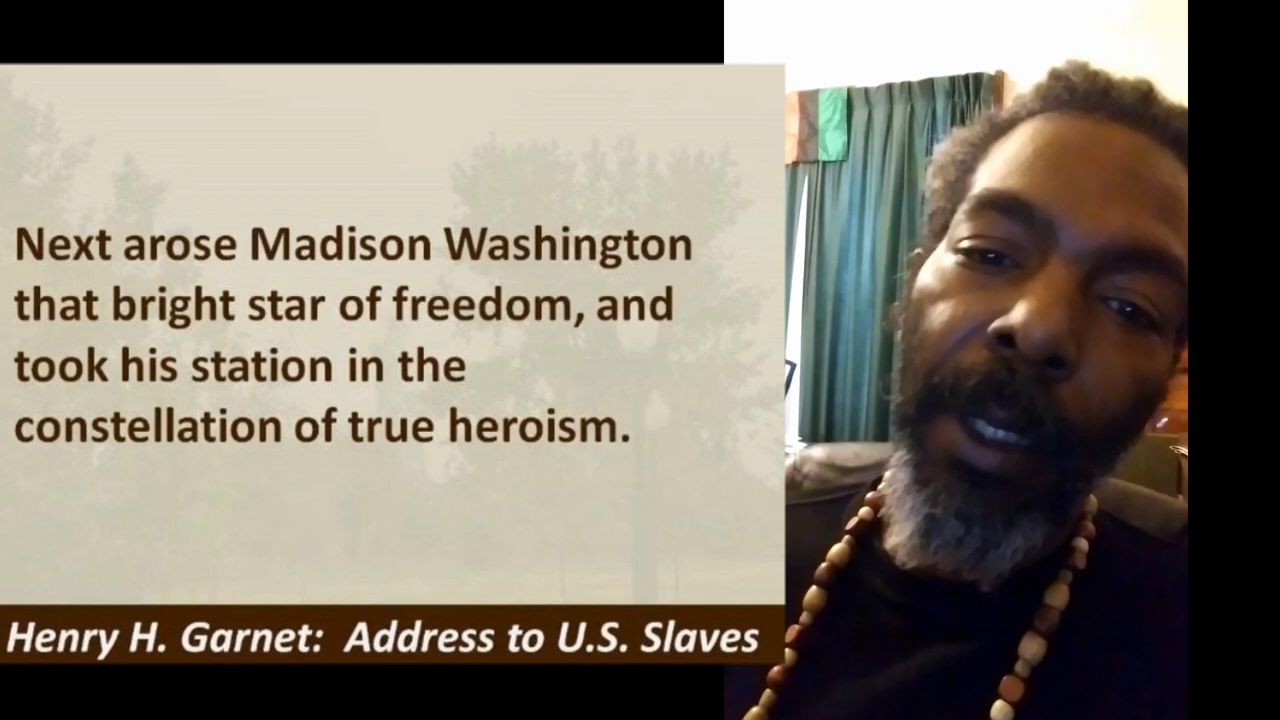 Next arose Madison Washington
that bright star of freedom, and
took his station in the
constellation of true heroism.
Henry H. Garnet:  Address to U.S. Slaves